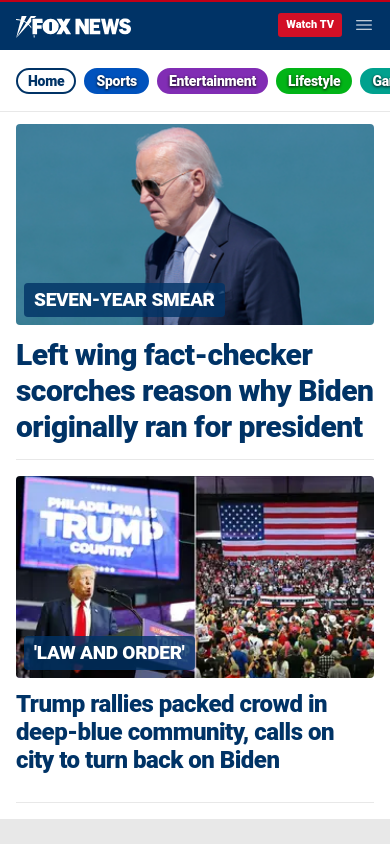 FOX NEWS
Watch TV
Home
Sports
Entertainment
Lifestyle
Ga
SEVEN-YEAR SMEAR
Left wing fact-checker
scorches reason why Biden
originally ran for president
PHILADELPHIA IS
TRUMP
COUNTRY
'LAW AND ORDER'
Trump rallies packed crowd in
deep-blue community, calls on
city to turn back on Biden